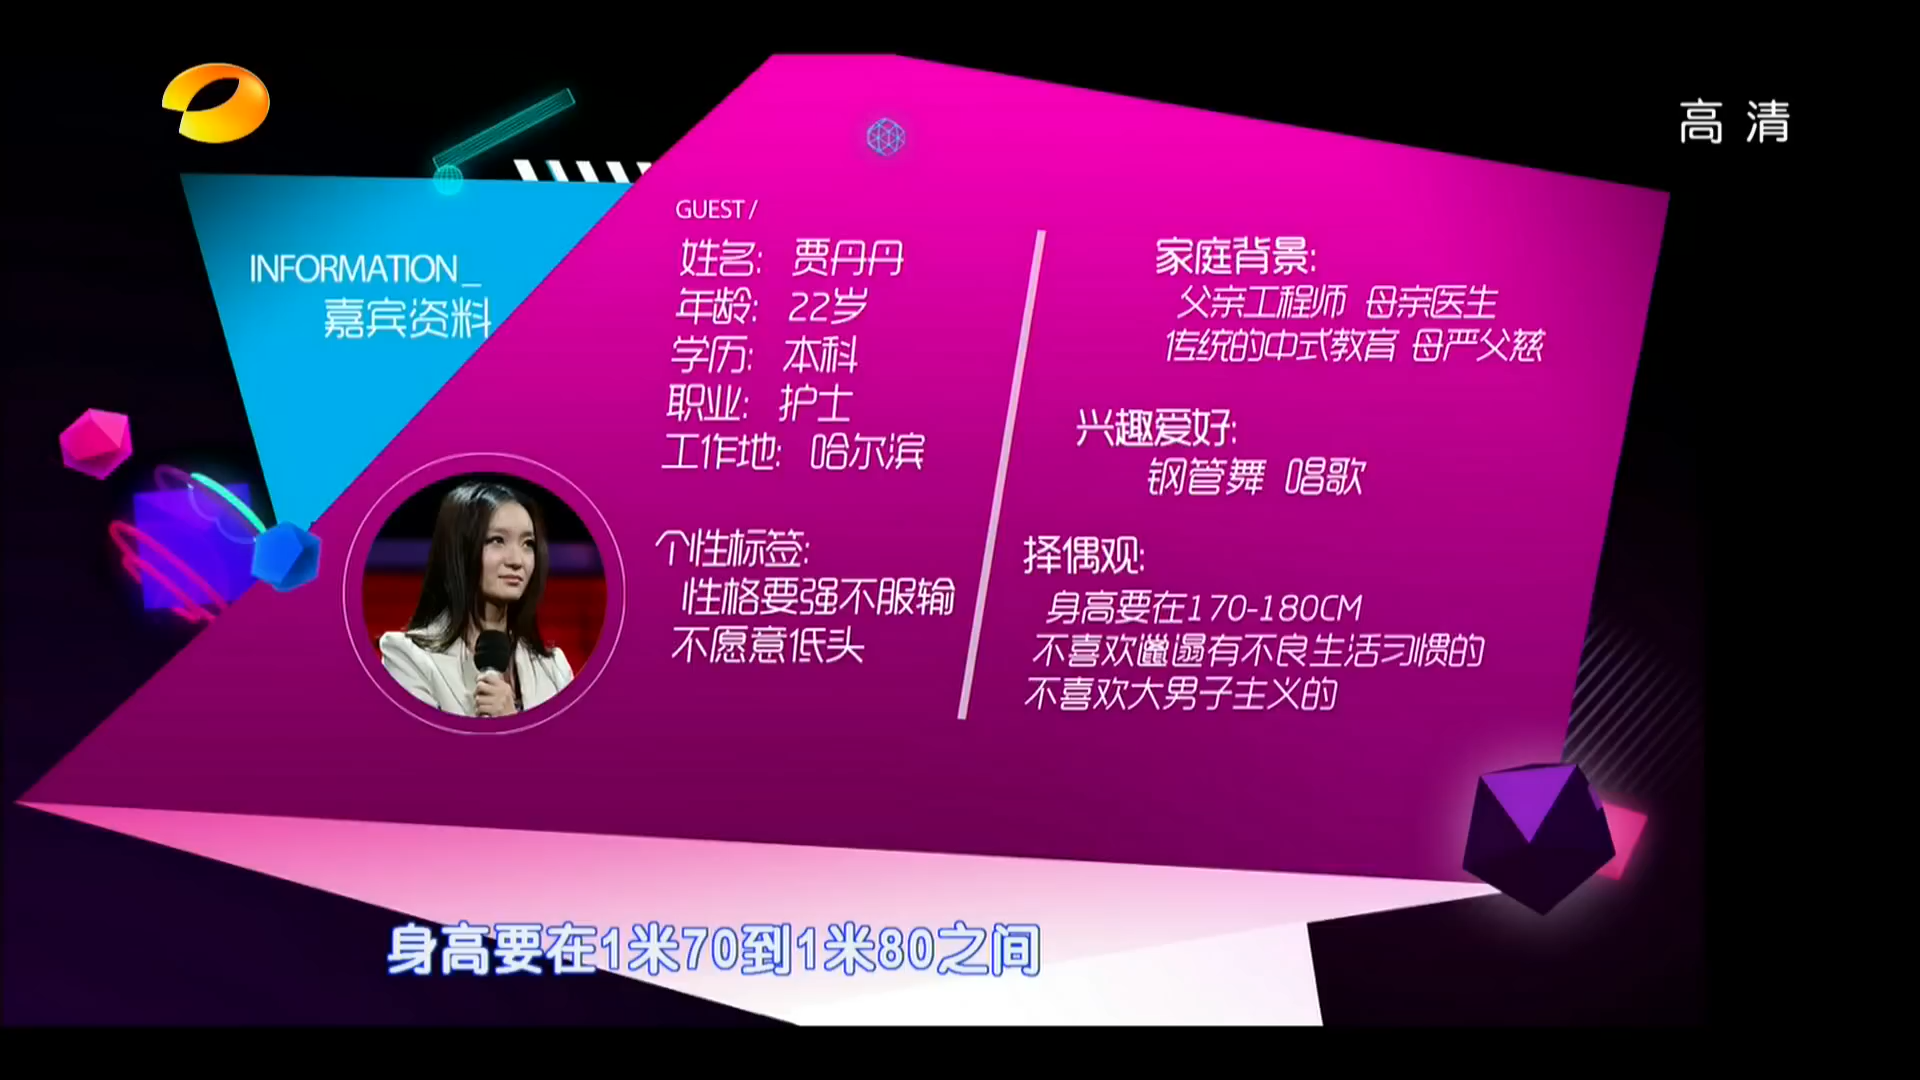 高清
INFORMATION_
嘉宾资料
GUEST/
姓名: 贾丹丹
年龄: 22岁
学历: 本科
职业: 护士
工作地: 哈尔滨
个性标签:
性格要强不服输
不愿意低头
家庭背景:
父亲工程师 母亲医生
传统的中式教育 母严父慈
兴趣爱好:
钢管舞 唱歌
择偶观:
身高要在170-180CM
不喜欢邋遢有不良生活习惯的
不喜欢大男子主义的
身高要在1米70到1米80之间